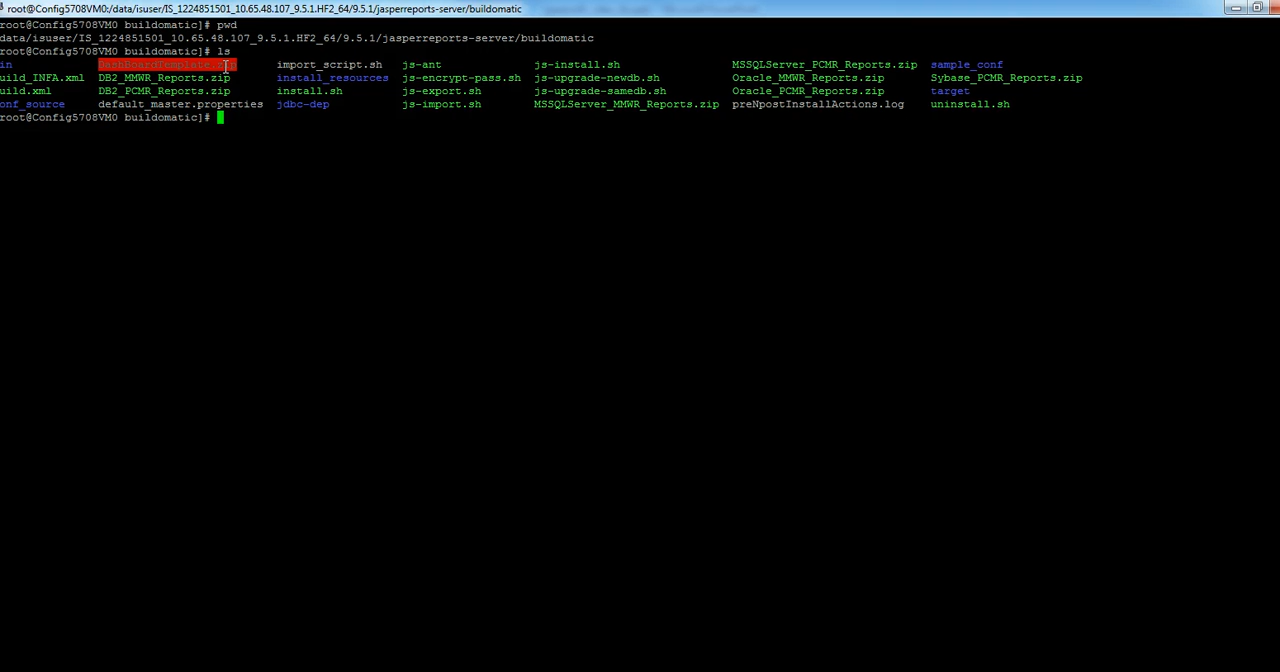 root@Config5708VM0:/data/isuser/IS_1224851501_10.65.48.107_9.5.1.HF2_64/9.5.1/jasperreports-server/buildomatic
root@Config5708VM0 buildomatic]# pwd
data/isuser/IS_1224851501_10.65.48.107_9.5.1.HF2_64/9.5.1/jasperreports-server/buildomatic
root@Config5708VM0 buildomatic]# ls
in DashBoardTemplate.zip import_script.sh js-ant js-install.sh MSSQLServer_PCMR_Reports.zip sample_conf
uild_INFA.xml DB2_MMWR_Reports.zip install_resources js-encrypt-pass.sh js-upgrade-newdb.sh Oracle_MMWR_Reports.zip Sybase_PCMR_Reports.zip
uild.xml DB2_PCMR_Reports.zip install.sh js-export.sh js-upgrade-samedb.sh Oracle_PCMR_Reports.zip target
onf_source default_master.properties jdbc-dep js-import.sh MSSQLServer_MMWR_Reports.zip preNpostInstallActions.log uninstall.sh
root@Config5708VM0 buildomatic]#